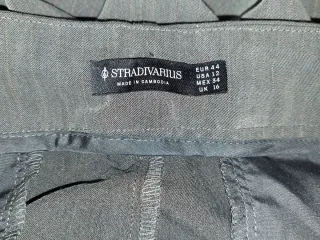 STRADIVARIUS
MADE IN CAMBODIA
EUR 44
USA 12
MEX 34
UK 16